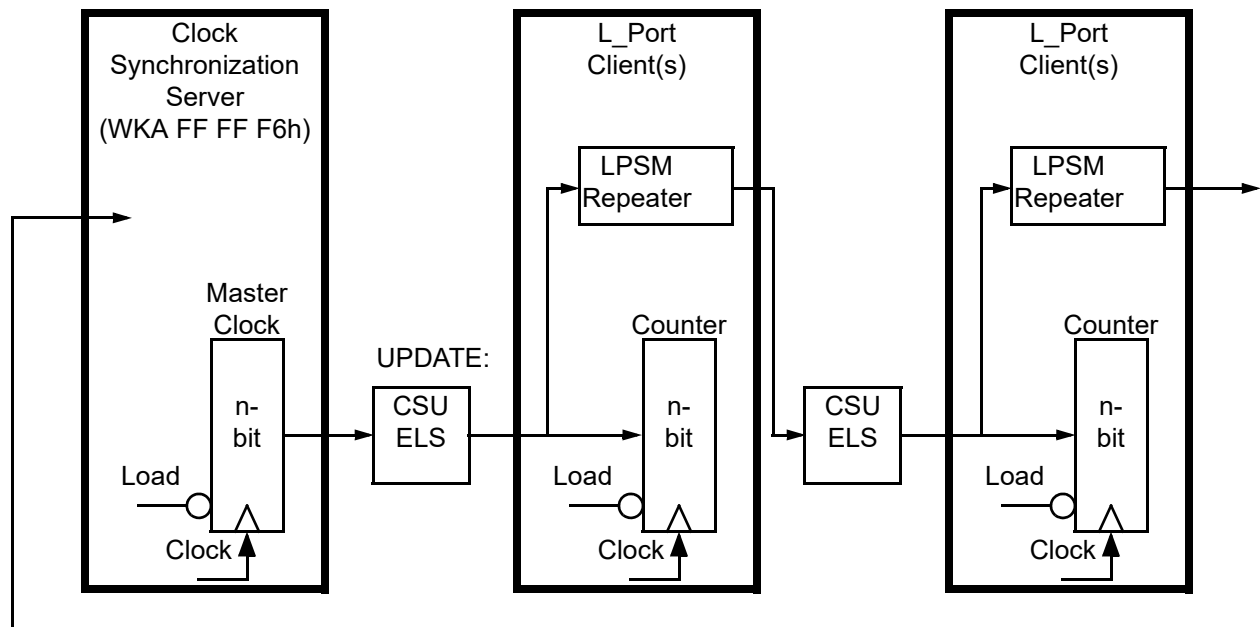 Clock
Synchronization
Server
(WKA FF FF F6h)
Master
Clock
n-
bit
Load
Clock
UPDATE:
CSU
ELS
L_Port
Client(s)
LPSM
Repeater
Counter
n-
bit
Load
Clock
CSU
ELS
L_Port
Client(s)
LPSM
Repeater
Counter
n-
bit
Load
Clock